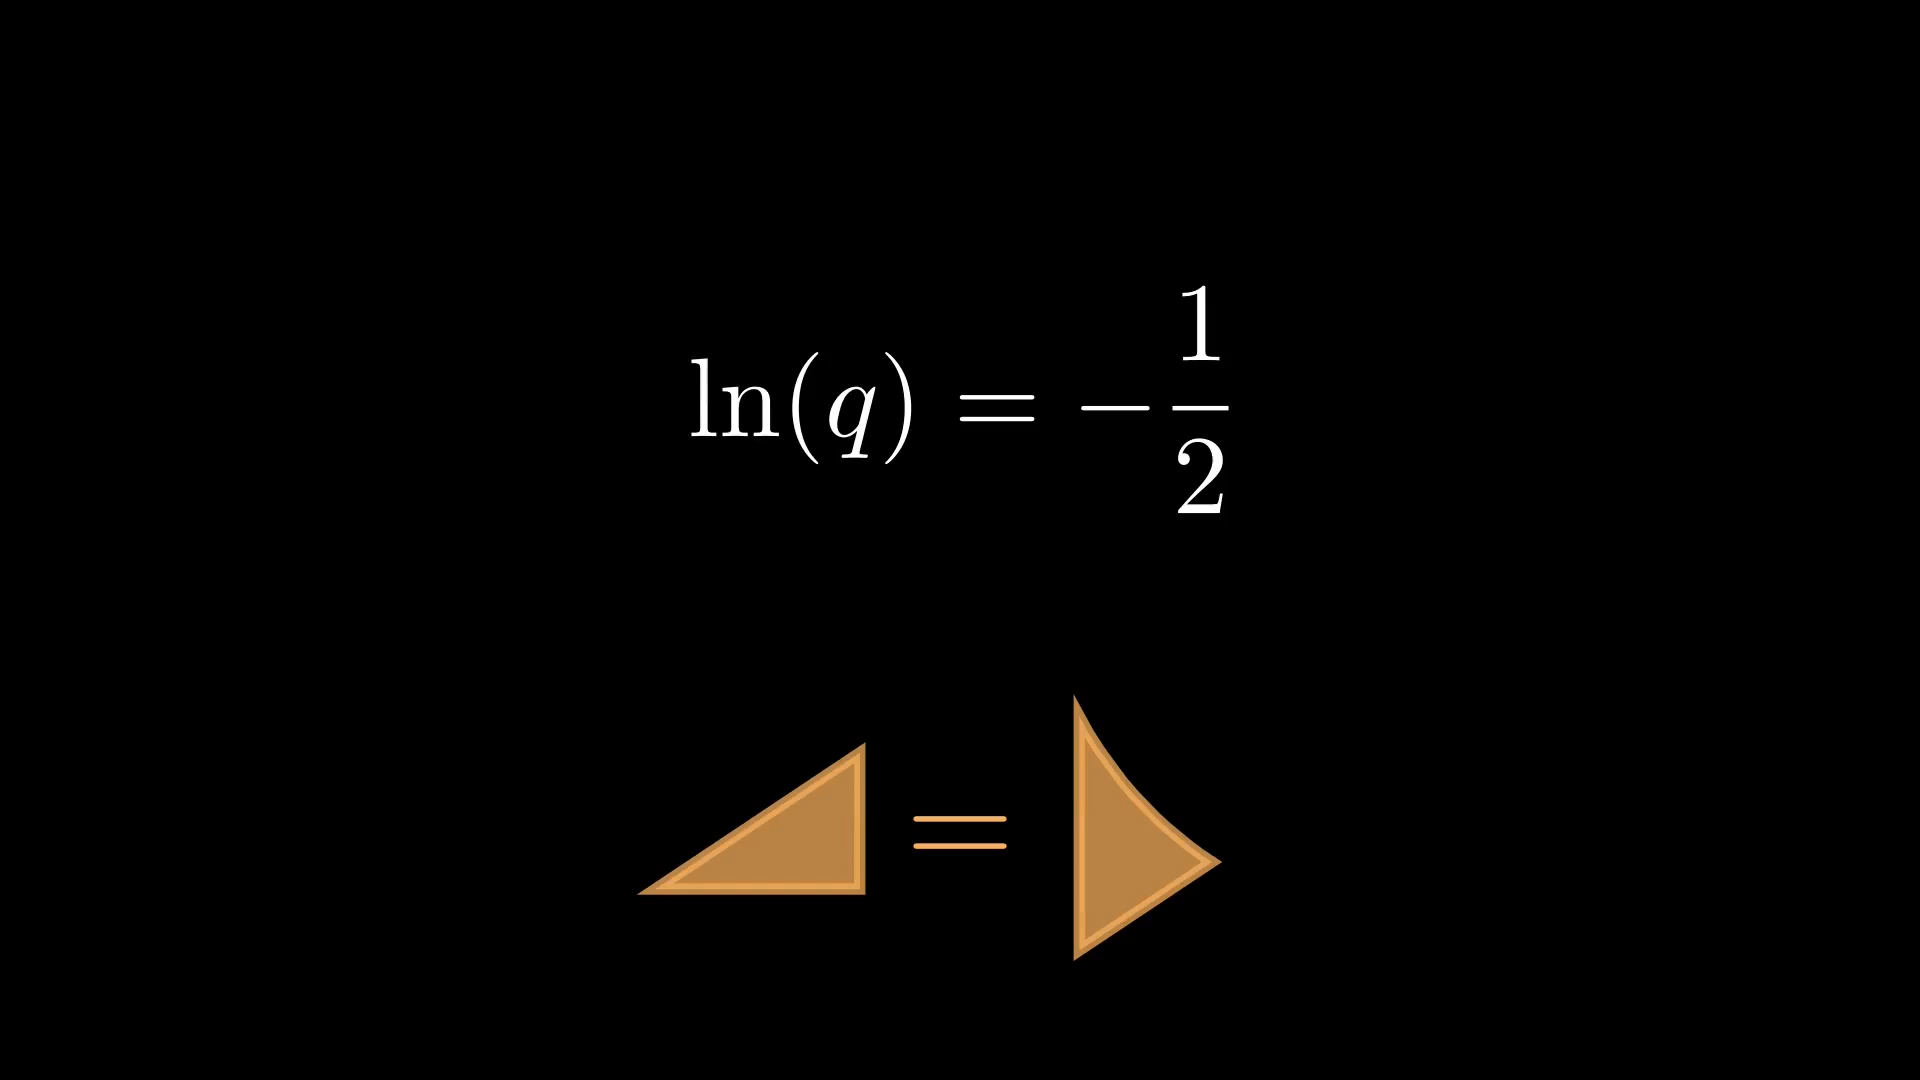 ln(q) = -1/2
=